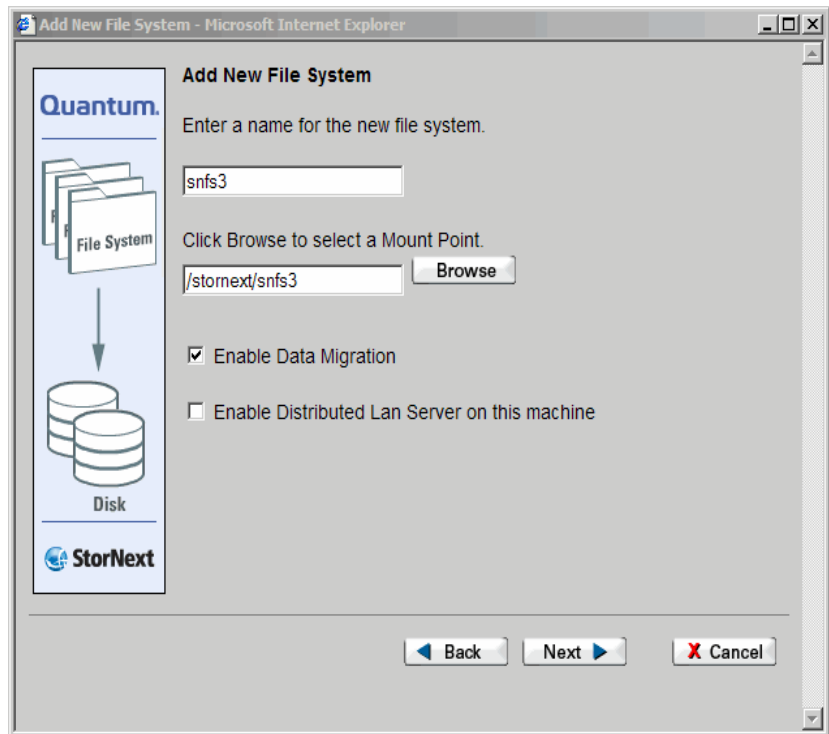 Add New File System - Microsoft Internet Explorer
Quantum.
File System
Disk
StorNext
Add New File System
Enter a name for the new file system.
snfs3
Click Browse to select a Mount Point.
/stornext/snfs3
Browse
Enable Data Migration
Enable Distributed Lan Server on this machine
Back
Next
X Cancel